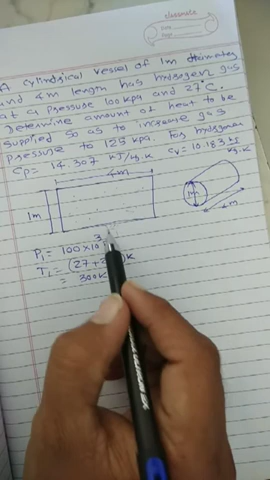 classmate
Date
Page
A cylindrical vessel of 1m diameter
and 4m length has hydrogen gas
at a pressure 100 kPa and 27°C.
Determine amount of heat to be
supplied so as to increase gas
pressure to 125 kPa. For hydrogen
Cp = 14.307 kJ/kg.K
Cv = 10.183 kJ/kg.K
4m
1m
1m
4m
P1 = 100×10³
T1 = (27+2 )K
= 300K